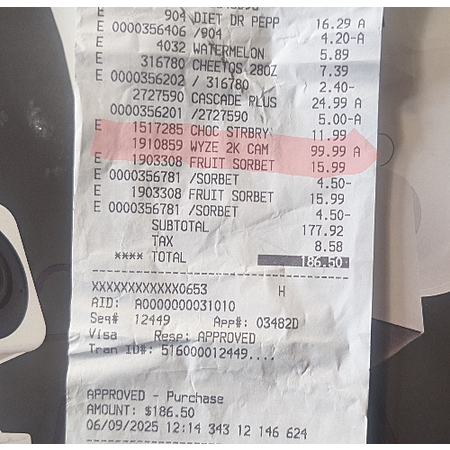 E 904 DIET DR PEPP 16.29 A
E 0000356406 /904 4.20-A
4032 WATERMELON 5.89
E 316780 CHEETOS 28OZ 7.39
E 0000356202 / 316780 2.40-
2727590 CASCADE PLUS 24.99 A
0000356201 /2727590 5.00-A
E 1517285 CHOC STRBRY 11.99
1910859 WYZE 2K CAM 99.99 A
E 1903308 FRUIT SORBET 15.99
E 0000356781 /SORBET 4.50-
E 1903308 FRUIT SORBET 15.99
E 0000356781 /SORBET 4.50-
SUBTOTAL 177.92
TAX 8.58
**** TOTAL 186.50
XXXXXXXXXXXX0653 H
AID: A0000000031010
Seq# 12449 App#: 03482D
Visa Resp: APPROVED
Tran ID#: 516000012449....
APPROVED - Purchase
AMOUNT: $186.50
06/09/2025 12:14 343 12 146 624